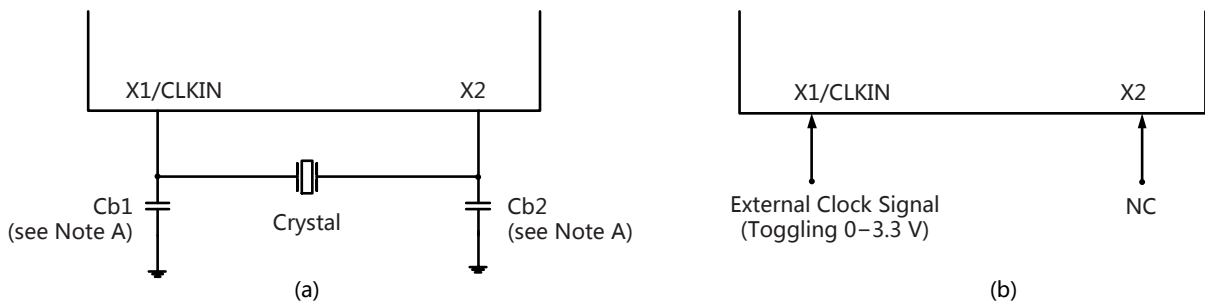 X1/CLKIN
X2
Cb1
(see Note A)
Crystal
Cb2
(see Note A)
(a)
X1/CLKIN
X2
External Clock Signal
(Toggling 0–3.3 V)
NC
(b)